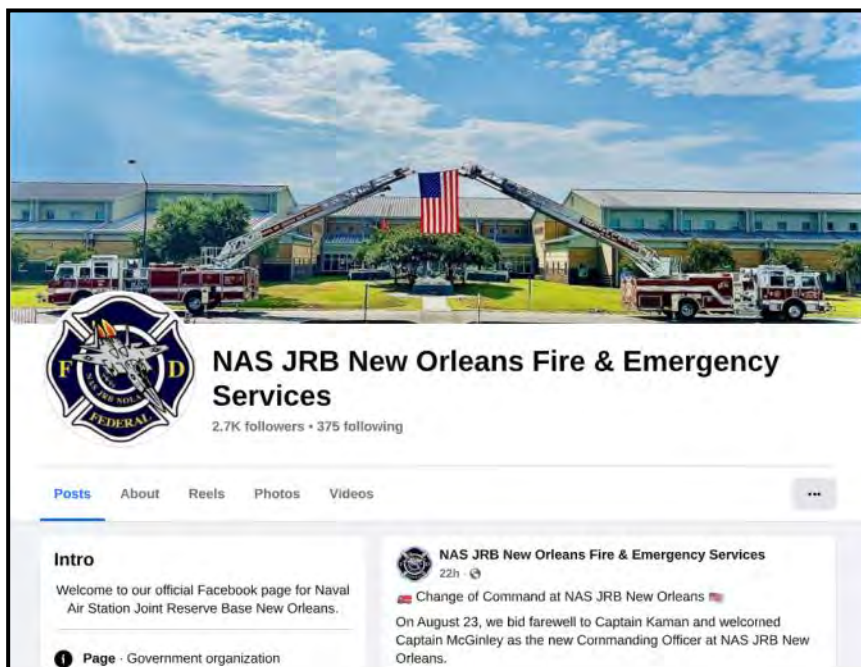 NAS JRB New Orleans Fire & Emergency
Services
2.7K followers • 375 following
F D
NAS JRB NOLA
FEDERAL
Posts About Reels Photos Videos
...
Intro
Welcome to our official Facebook page for Naval
Air Station Joint Reserve Base New Orleans.
Page · Government organization
NAS JRB New Orleans Fire & Emergency Services
22h ·
Change of Command at NAS JRB New Orleans
On August 23, we bid farewell to Captain Kaman and welcomed
Captain McGinley as the new Commanding Officer at NAS JRB New
Orleans.